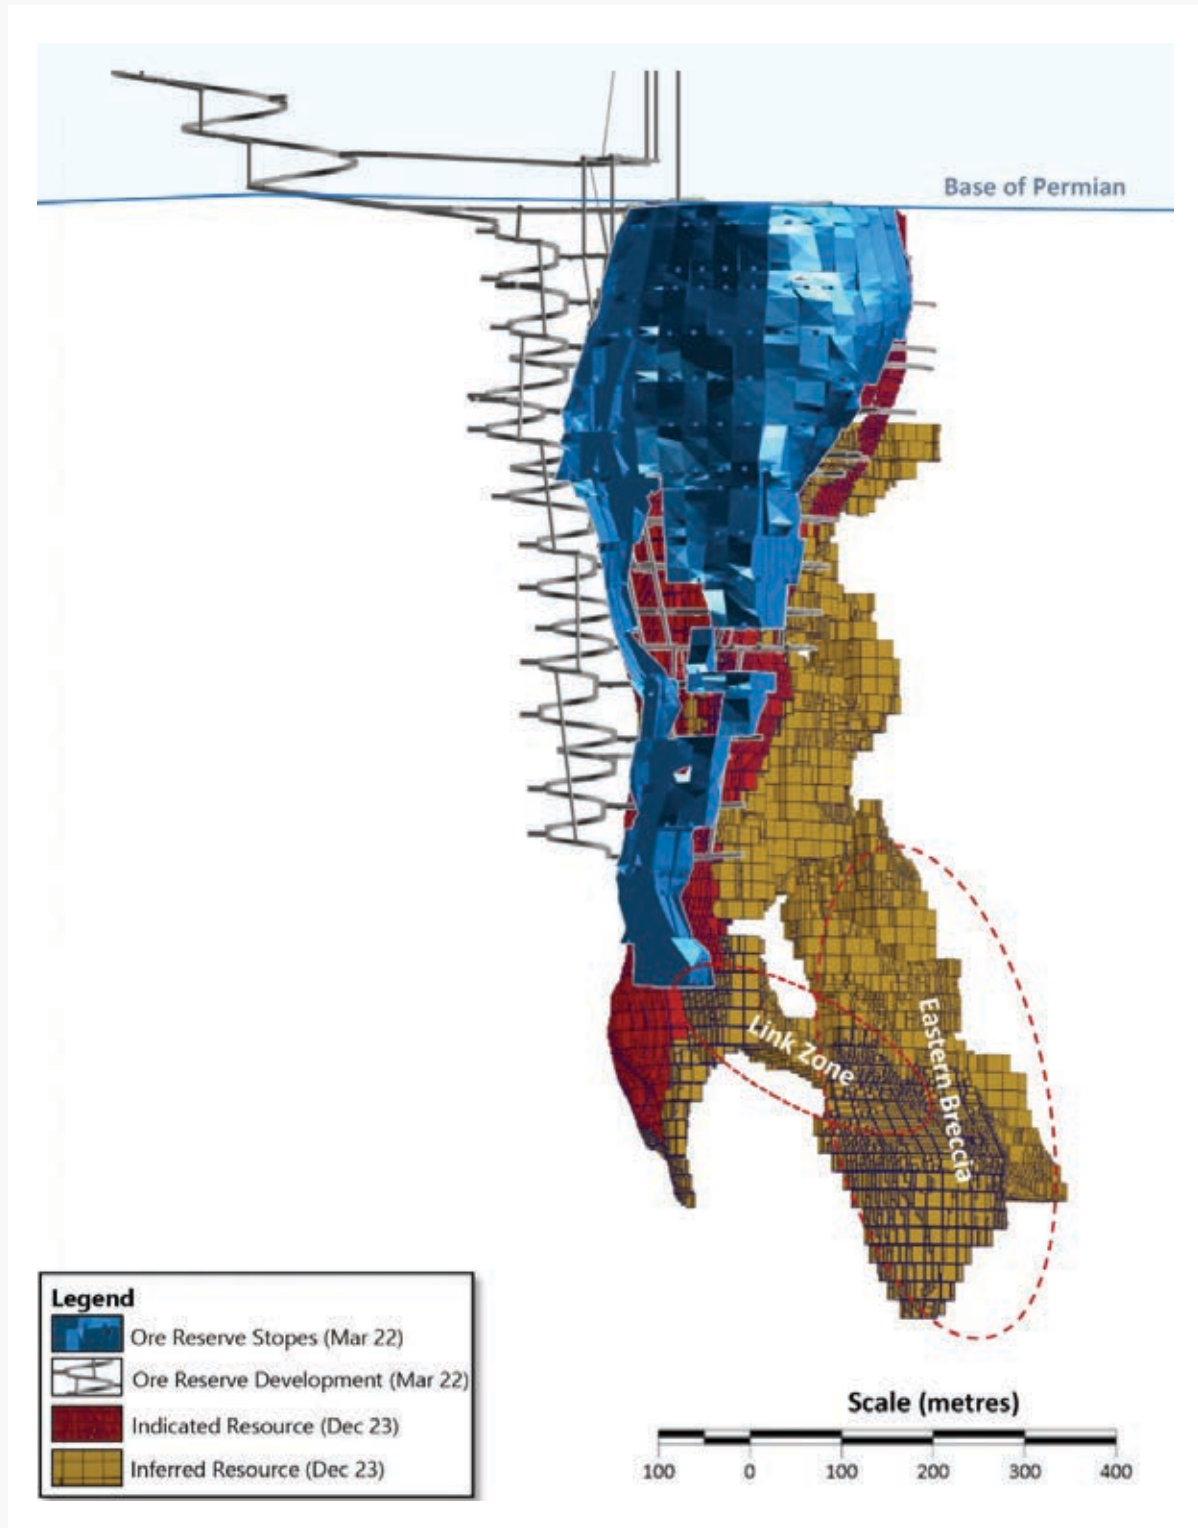 Base of Permian
Link Zone
Eastern Breccia
Legend
Ore Reserve Stopes (Mar 22)
Ore Reserve Development (Mar 22)
Indicated Resource (Dec 23)
Inferred Resource (Dec 23)
Scale (metres)
100 0 100 200 300 400